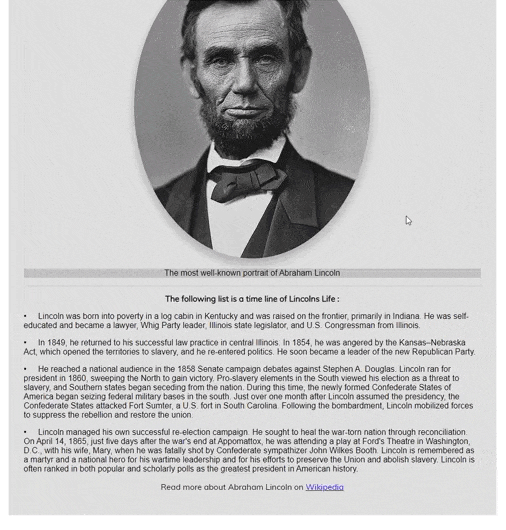 The most well-known portrait of Abraham Lincoln
The following list is a time line of Lincolns Life :
• Lincoln was born into poverty in a log cabin in Kentucky and was raised on the frontier, primarily in Indiana. He was self-
educated and became a lawyer, Whig Party leader, Illinois state legislator, and U.S. Congressman from Illinois.
• In 1849, he returned to his successful law practice in central Illinois. In 1854, he was angered by the Kansas–Nebraska
Act, which opened the territories to slavery, and he re-entered politics. He soon became a leader of the new Republican Party.
• He reached a national audience in the 1858 Senate campaign debates against Stephen A. Douglas. Lincoln ran for
president in 1860, sweeping the North to gain victory. Pro-slavery elements in the South viewed his election as a threat to
slavery, and Southern states began seceding from the nation. During this time, the newly formed Confederate States of
America began seizing federal military bases in the south. Just over one month after Lincoln assumed the presidency, the
Confederate States attacked Fort Sumter, a U.S. fort in South Carolina. Following the bombardment, Lincoln mobilized forces
to suppress the rebellion and restore the union.
• Lincoln managed his own successful re-election campaign. He sought to heal the war-torn nation through reconciliation.
On April 14, 1865, just five days after the war's end at Appomattox, he was attending a play at Ford's Theatre in Washington,
D.C., with his wife, Mary, when he was fatally shot by Confederate sympathizer John Wilkes Booth. Lincoln is remembered as
a martyr and a national hero for his wartime leadership and for his efforts to preserve the Union and abolish slavery. Lincoln is
often ranked in both popular and scholarly polls as the greatest president in American history.
Read more about Abraham Lincoln on Wikipedia